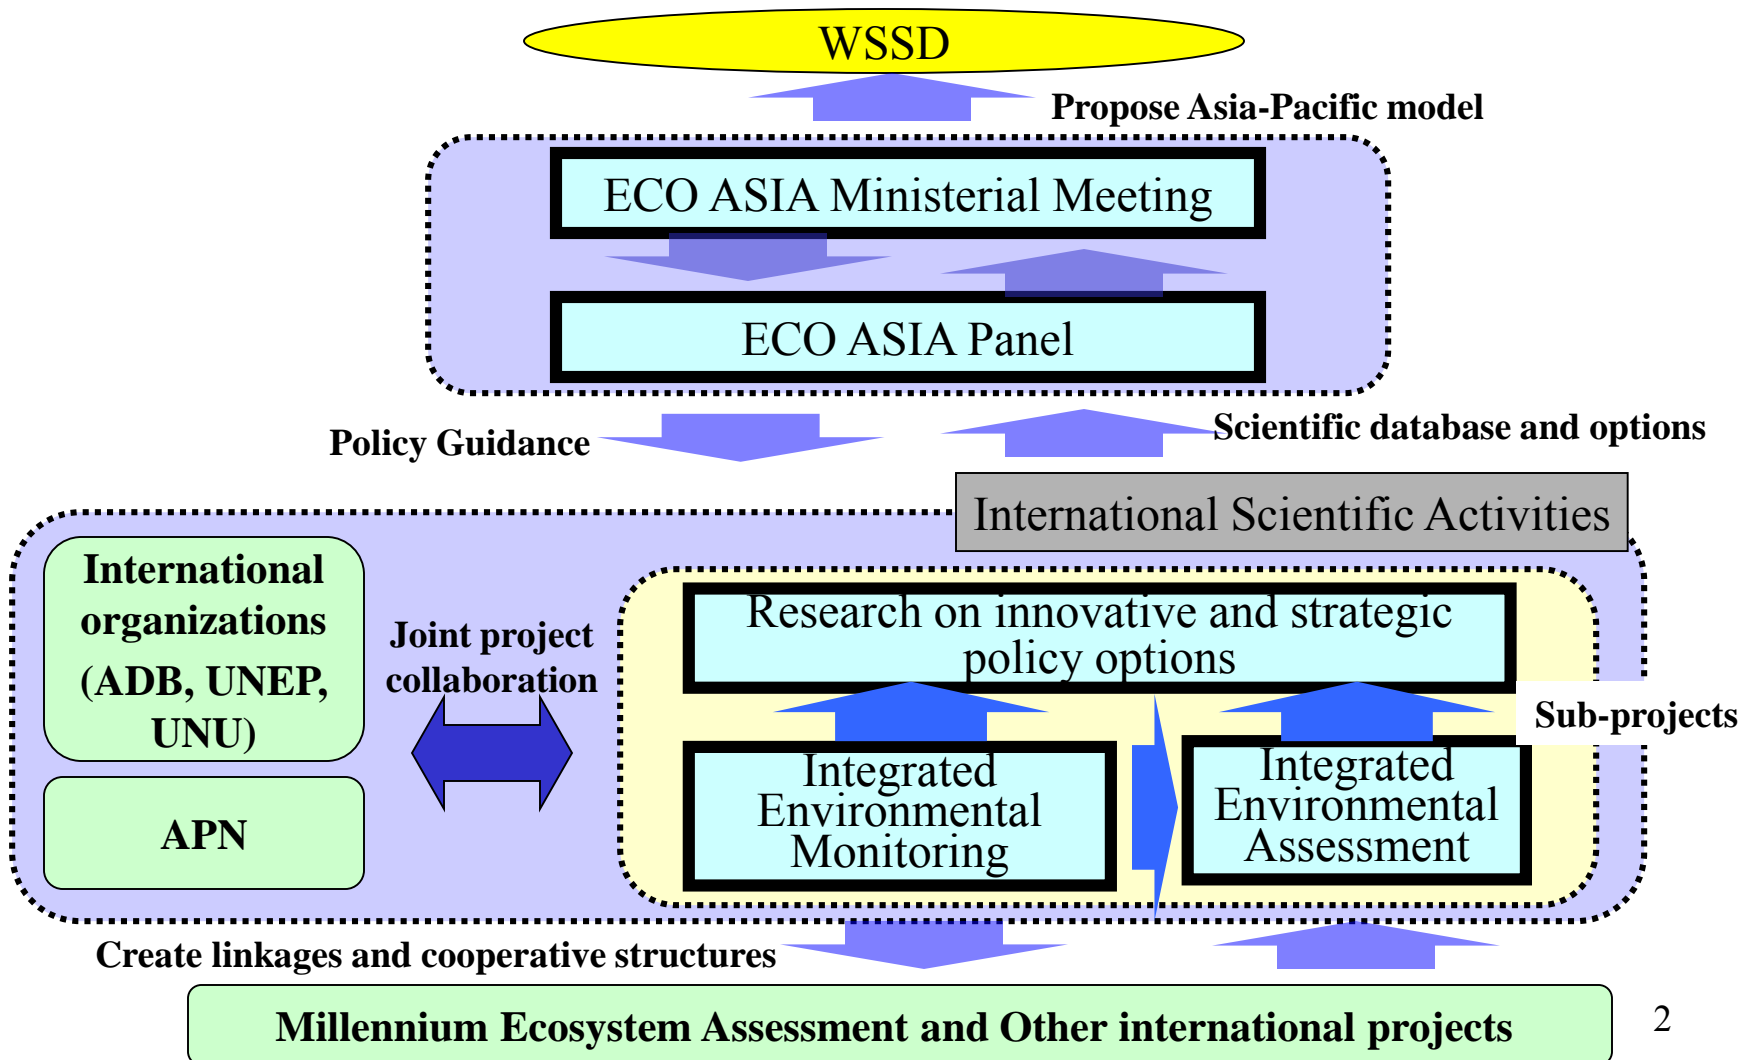 WSSD
Propose Asia-Pacific model
ECO ASIA Ministerial Meeting
ECO ASIA Panel
Policy Guidance
Scientific database and options
International Scientific Activities
International
organizations
(ADB, UNEP,
UNU)
APN
Joint project
collaboration
Research on innovative and strategic
policy options
Sub-projects
Integrated
Environmental
Monitoring
Integrated
Environmental
Assessment
Create linkages and cooperative structures
Millennium Ecosystem Assessment and Other international projects
2